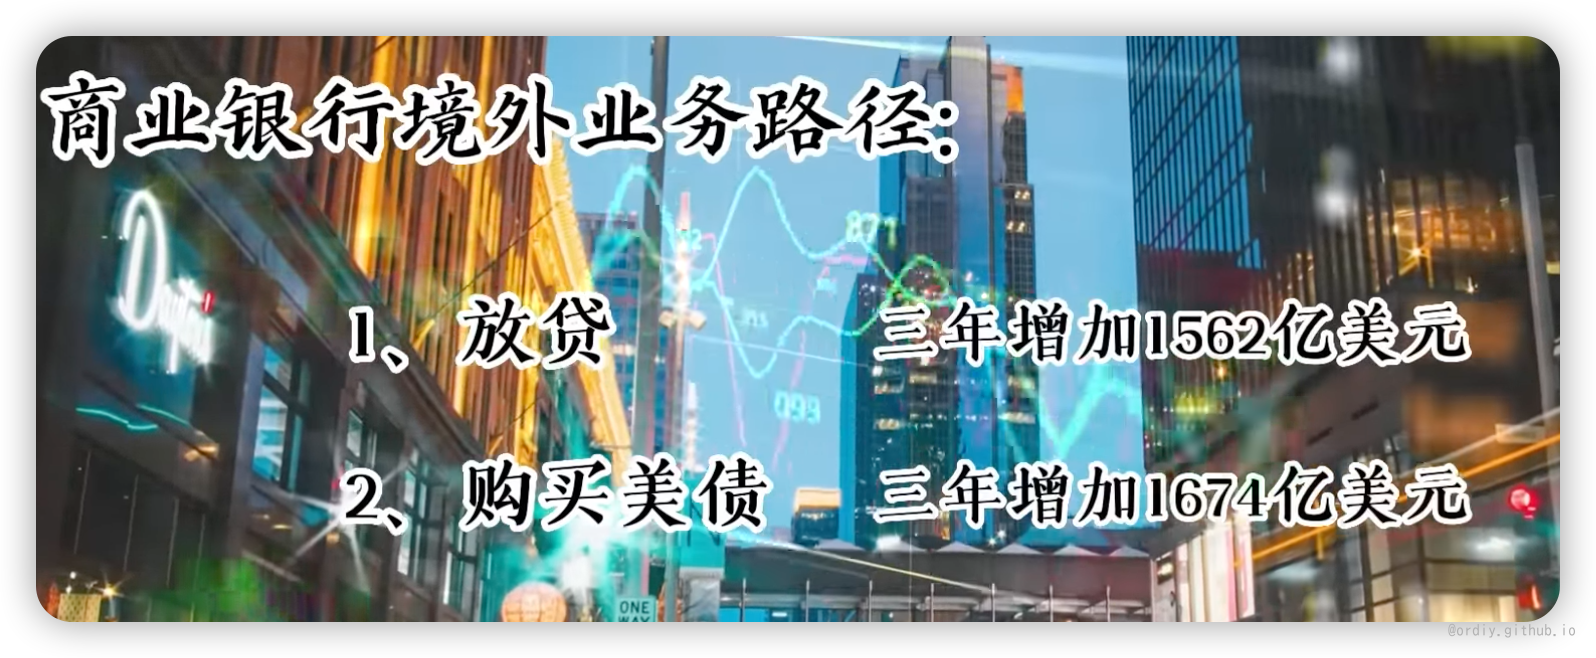 商业银行境外业务路径:
1、放贷 三年增加1562亿美元
2、购买美债 三年增加1674亿美元
871
099
ONE
WAY
@ordiy.github.io